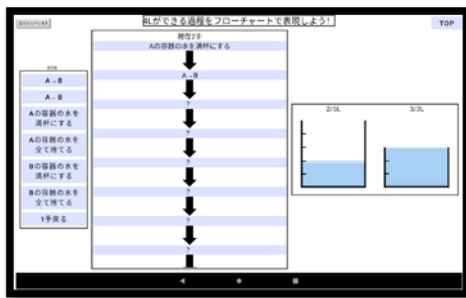 4Lができる過程をフローチャートで表現しよう！
TOP
現在2手
Aの容器の水を満杯にする
A→B
?
?
?
?
?
?
A→B
A←B
Aの容器の水を
満杯にする
Aの容器の水を
全て捨てる
Bの容器の水を
満杯にする
Bの容器の水を
全て捨てる
1手戻る
2/5L
3/3L